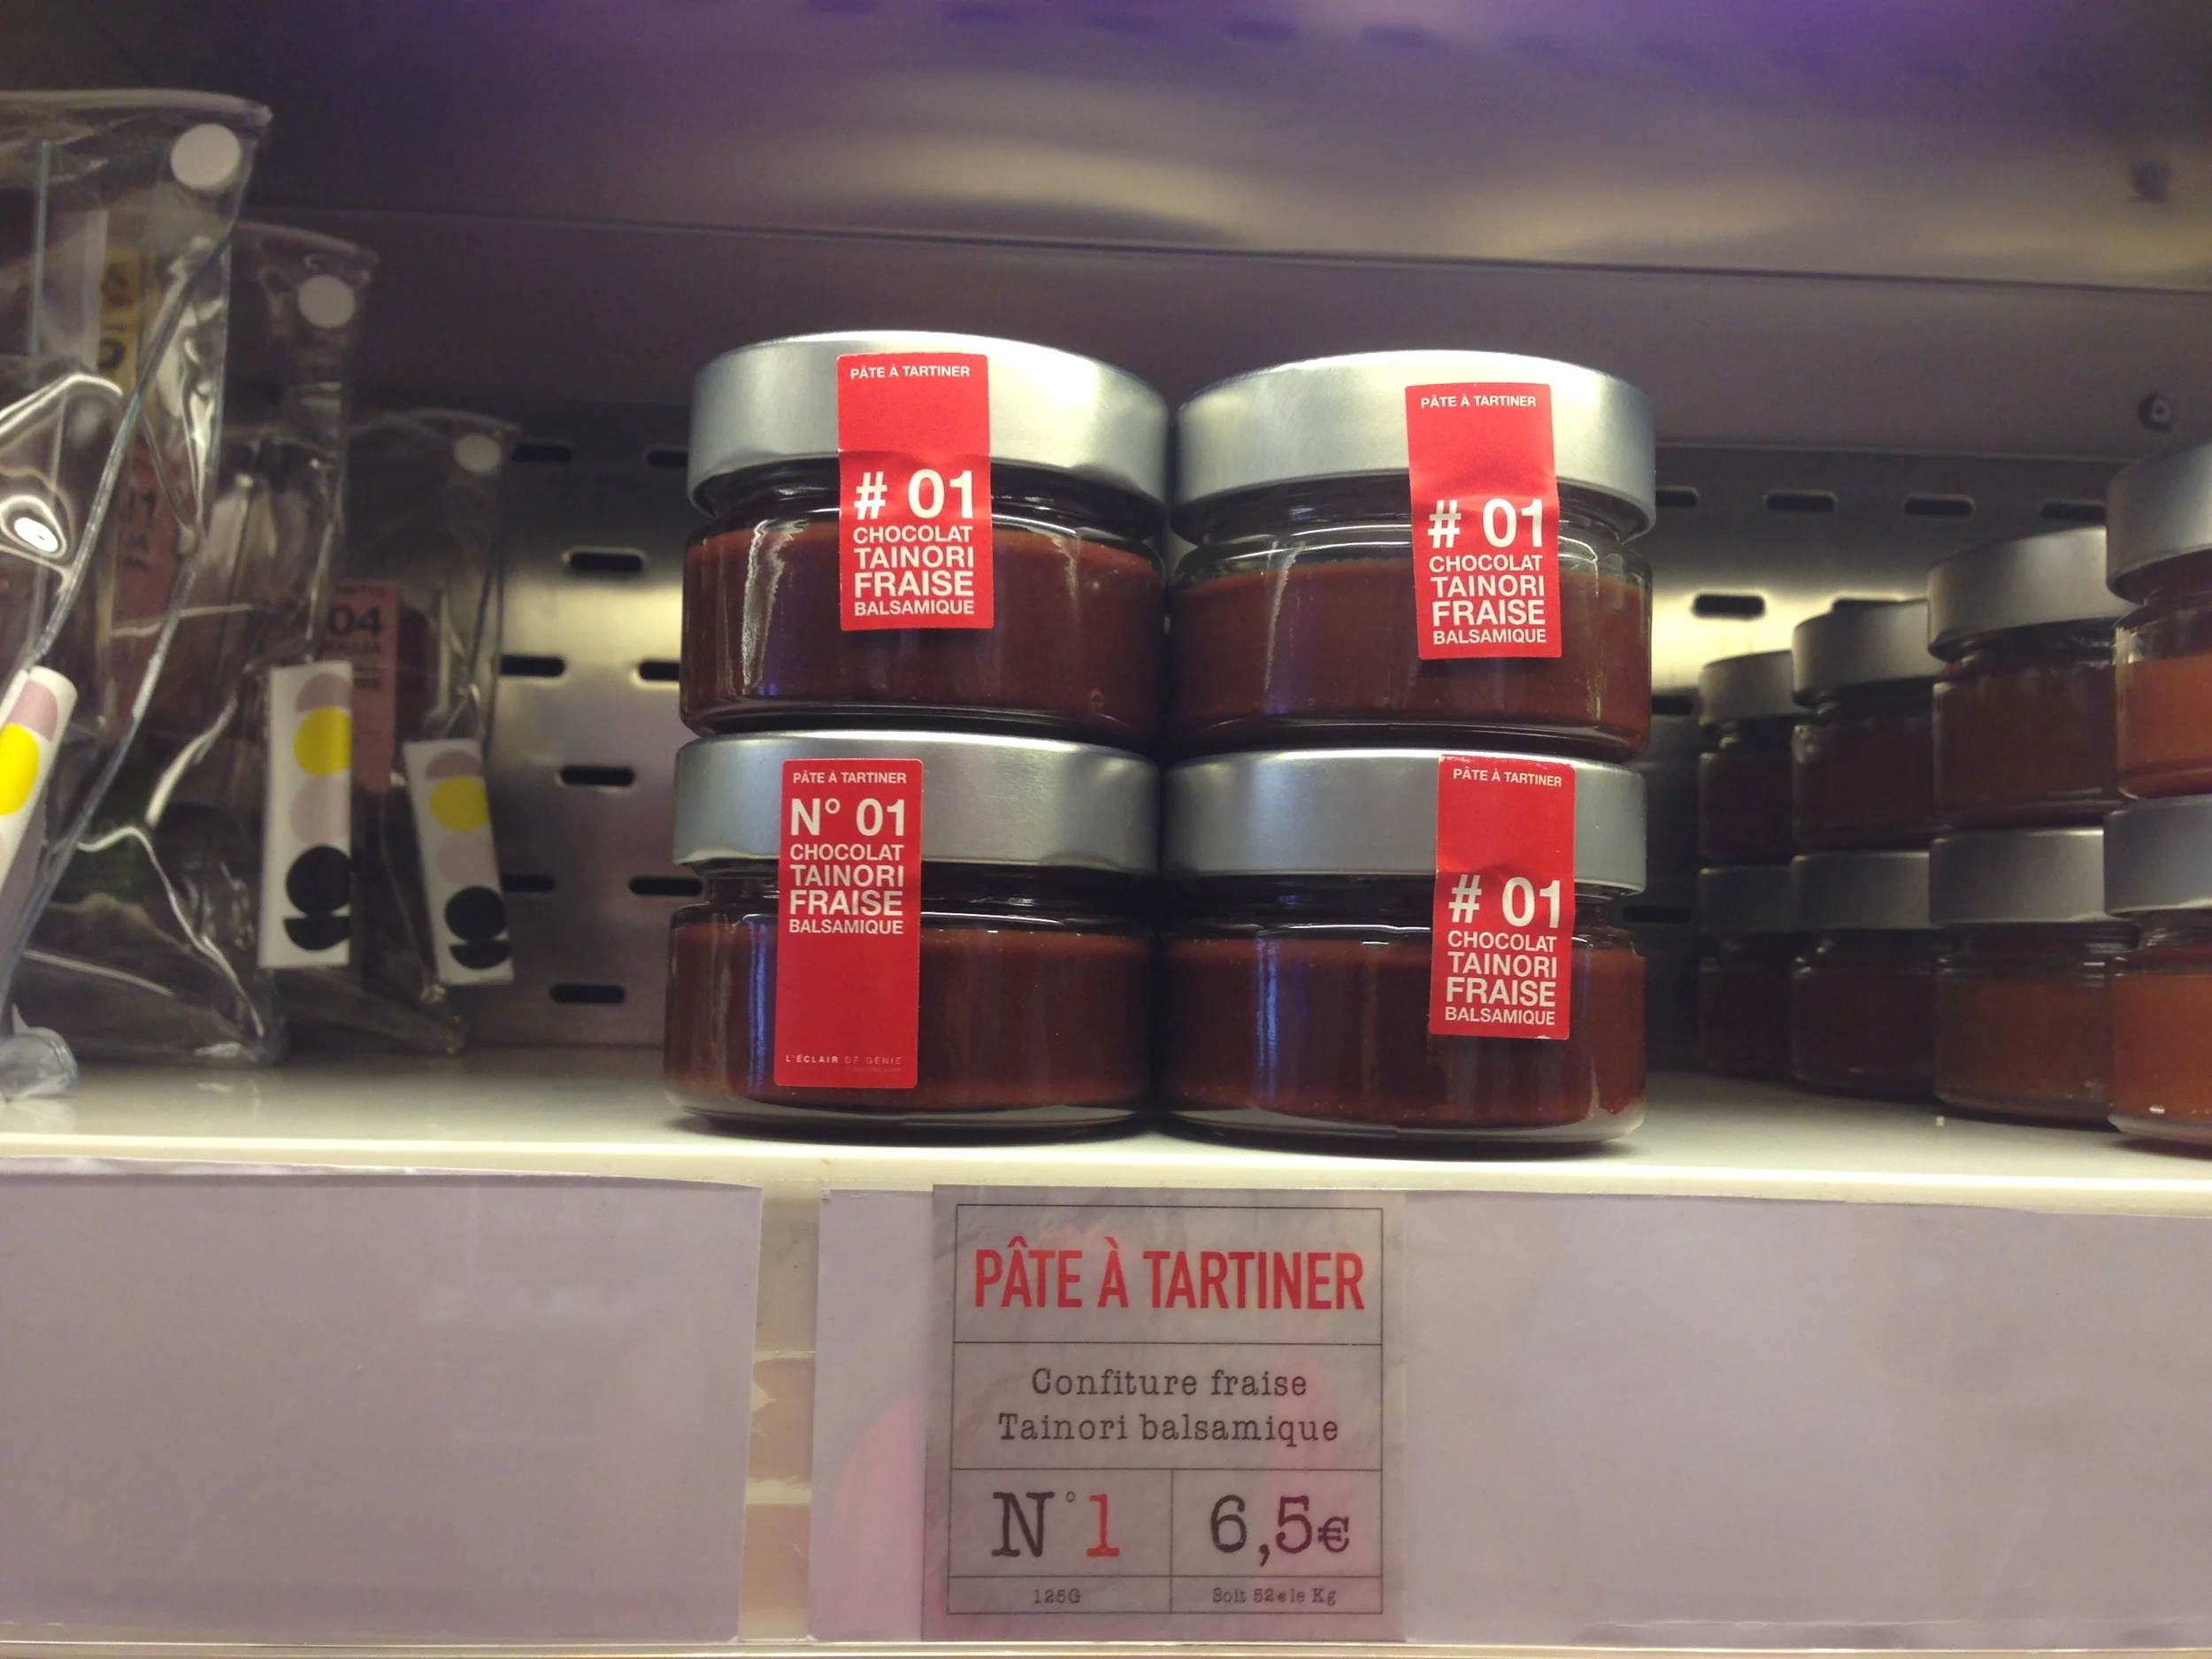 PÂTE À TARTINER
# 01
CHOCOLAT
TAINORI
FRAISE
BALSAMIQUE
PÂTE À TARTINER
# 01
CHOCOLAT
TAINORI
FRAISE
BALSAMIQUE
PÂTE À TARTINER
N° 01
CHOCOLAT
TAINORI
FRAISE
BALSAMIQUE
L'ÉCLAIR DE GÉNIE
PÂTE À TARTINER
# 01
CHOCOLAT
TAINORI
FRAISE
BALSAMIQUE
04
PÂTE À TARTINER
Confiture fraise
Tainori balsamique
N°1
6,5€
125G
Soit 52€ le Kg